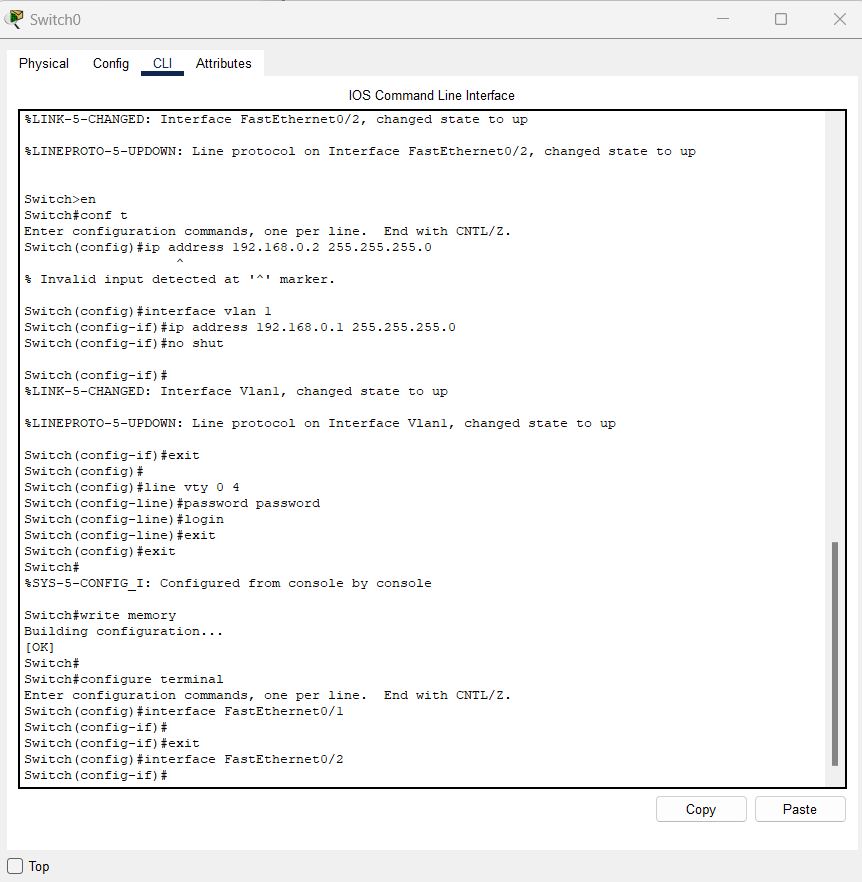 Switch0
Physical Config CLI Attributes
IOS Command Line Interface
%LINK-5-CHANGED: Interface FastEthernet0/2, changed state to up
%LINEPROTO-5-UPDOWN: Line protocol on Interface FastEthernet0/2, changed state to up
Switch>en
Switch#conf t
Enter configuration commands, one per line.  End with CNTL/Z.
Switch(config)#ip address 192.168.0.2 255.255.255.0
^
% Invalid input detected at '^' marker.
Switch(config)#interface vlan 1
Switch(config-if)#ip address 192.168.0.1 255.255.255.0
Switch(config-if)#no shut
Switch(config-if)#
%LINK-5-CHANGED: Interface Vlan1, changed state to up
%LINEPROTO-5-UPDOWN: Line protocol on Interface Vlan1, changed state to up
Switch(config-if)#exit
Switch(config)#
Switch(config)#line vty 0 4
Switch(config-line)#password password
Switch(config-line)#login
Switch(config-line)#exit
Switch(config)#exit
Switch#
%SYS-5-CONFIG_I: Configured from console by console
Switch#write memory
Building configuration...
[OK]
Switch#
Switch#configure terminal
Enter configuration commands, one per line.  End with CNTL/Z.
Switch(config)#interface FastEthernet0/1
Switch(config-if)#
Switch(config-if)#exit
Switch(config)#interface FastEthernet0/2
Switch(config-if)#
Copy Paste
Top